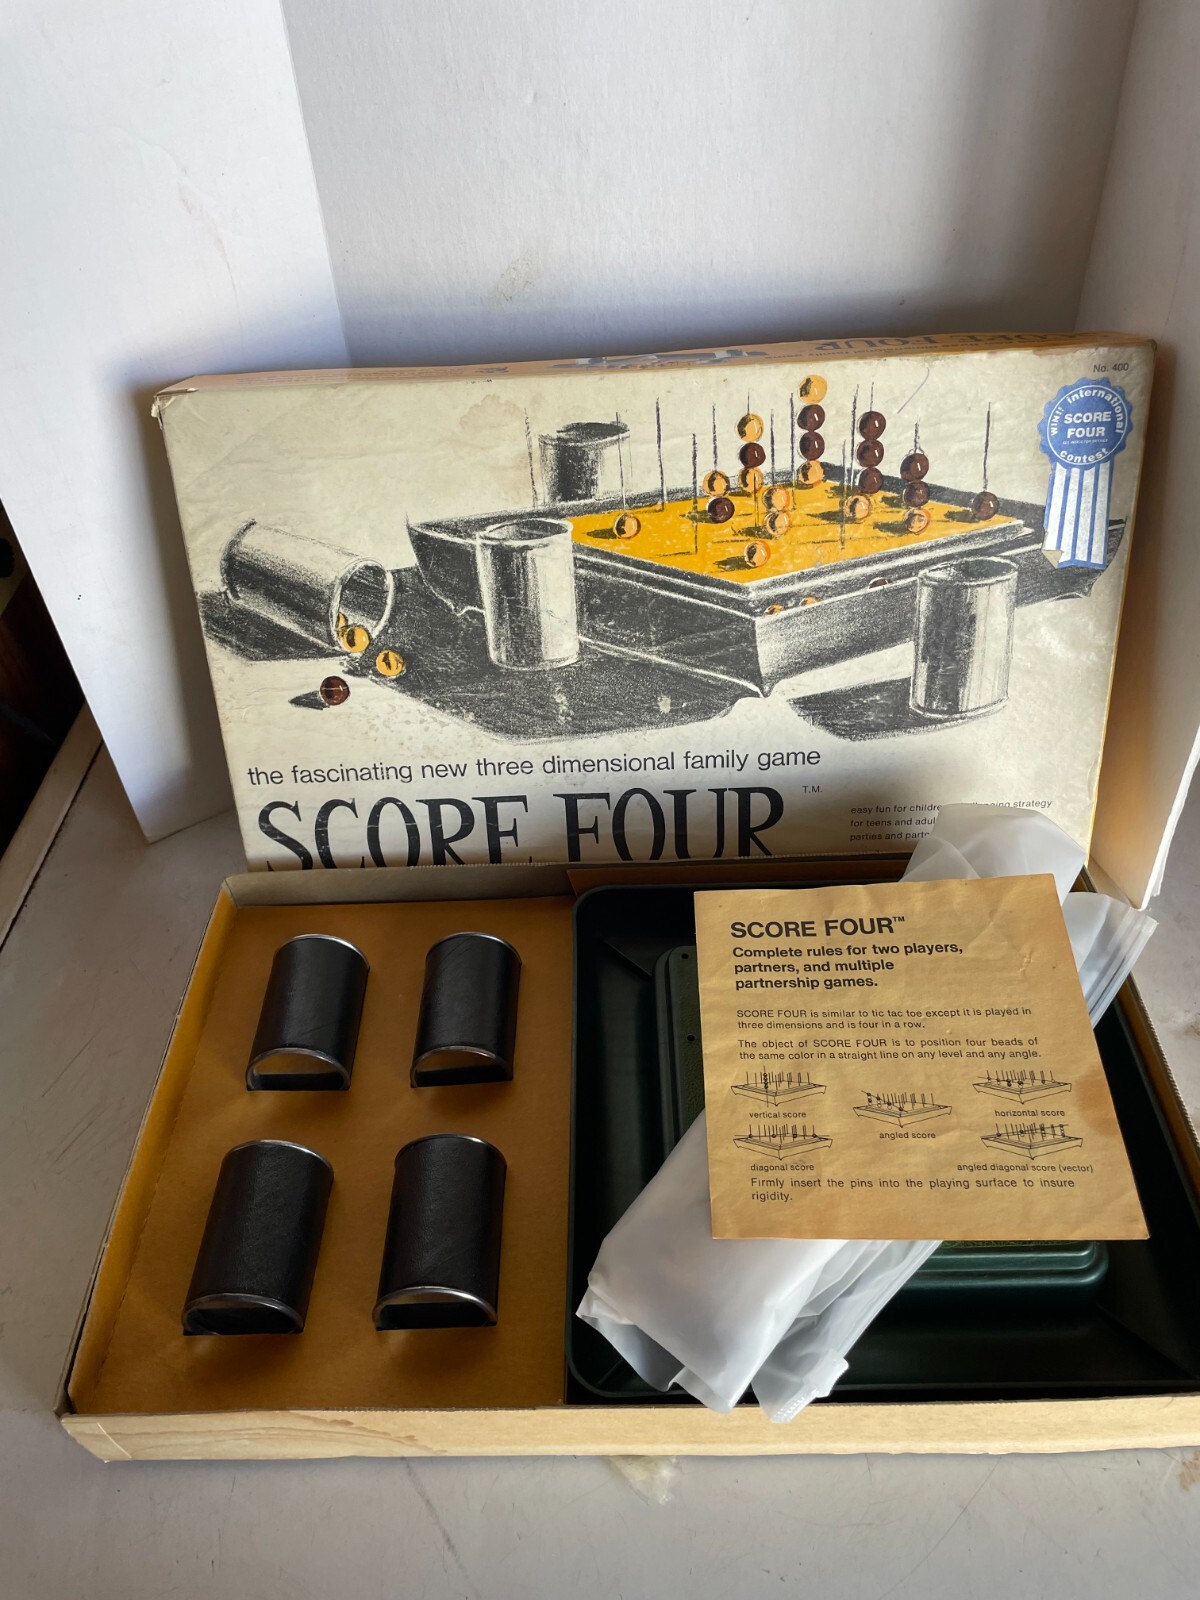 SCORE FOUR
No. 400
WIN!! international
SCORE
FOUR
contest
the fascinating new three dimensional family game
SCORE FOUR T.M.
easy fun for strategy
for teens and
parties and
SCORE FOUR™
Complete rules for two players,
partners, and multiple
partnership games.
SCORE FOUR is similar to tic tac toe except it is played in
three dimensions and is four in a row.
The object of SCORE FOUR is to position four beads of
the same color in a straight line on any level and any angle.
vertical score
angled score
horizontal score
diagonal score
angled diagonal score (vector)
Firmly insert the pins into the playing surface to insure
rigidity.